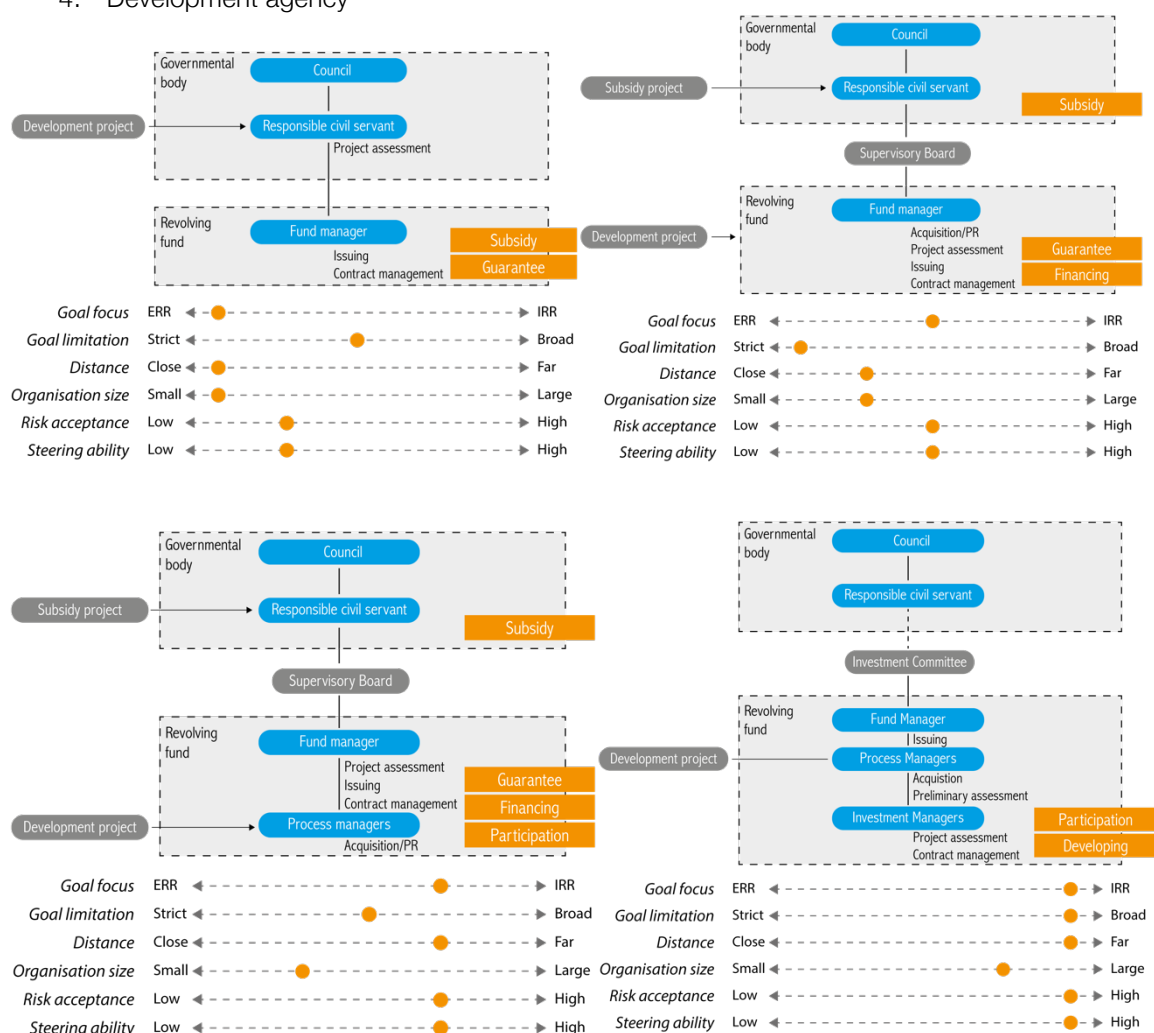 4. Development agency
Governmental
body
Council
Development project
Responsible civil servant
Project assessment
Revolving
fund
Fund manager
Issuing
Contract management
Subsidy
Guarantee
Goal focus ERR IRR
Goal limitation Strict Broad
Distance Close Far
Organisation size Small Large
Risk acceptance Low High
Steering ability Low High
Governmental
body
Council
Subsidy project
Responsible civil servant
Subsidy
Supervisory Board
Revolving
fund
Fund manager
Development project
Acquisition/PR
Project assessment
Issuing
Contract management
Guarantee
Financing
Goal focus ERR IRR
Goal limitation Strict Broad
Distance Close Far
Organisation size Small Large
Risk acceptance Low High
Steering ability Low High
Governmental
body
Council
Subsidy project
Responsible civil servant
Subsidy
Supervisory Board
Revolving
fund
Fund manager
Project assessment
Issuing
Contract management
Guarantee
Financing
Participation
Development project
Process managers
Acquisition/PR
Goal focus ERR IRR
Goal limitation Strict Broad
Distance Close Far
Organisation size Small Large
Risk acceptance Low High
Steering ability Low High
Governmental
body
Council
Responsible civil servant
Investment Committee
Revolving
fund
Fund Manager
Issuing
Development project
Process Managers
Acquistion
Preliminary assessment
Investment Managers
Project assessment
Contract management
Participation
Developing
Goal focus ERR IRR
Goal limitation Strict Broad
Distance Close Far
Organisation size Small Large
Risk acceptance Low High
Steering ability Low High